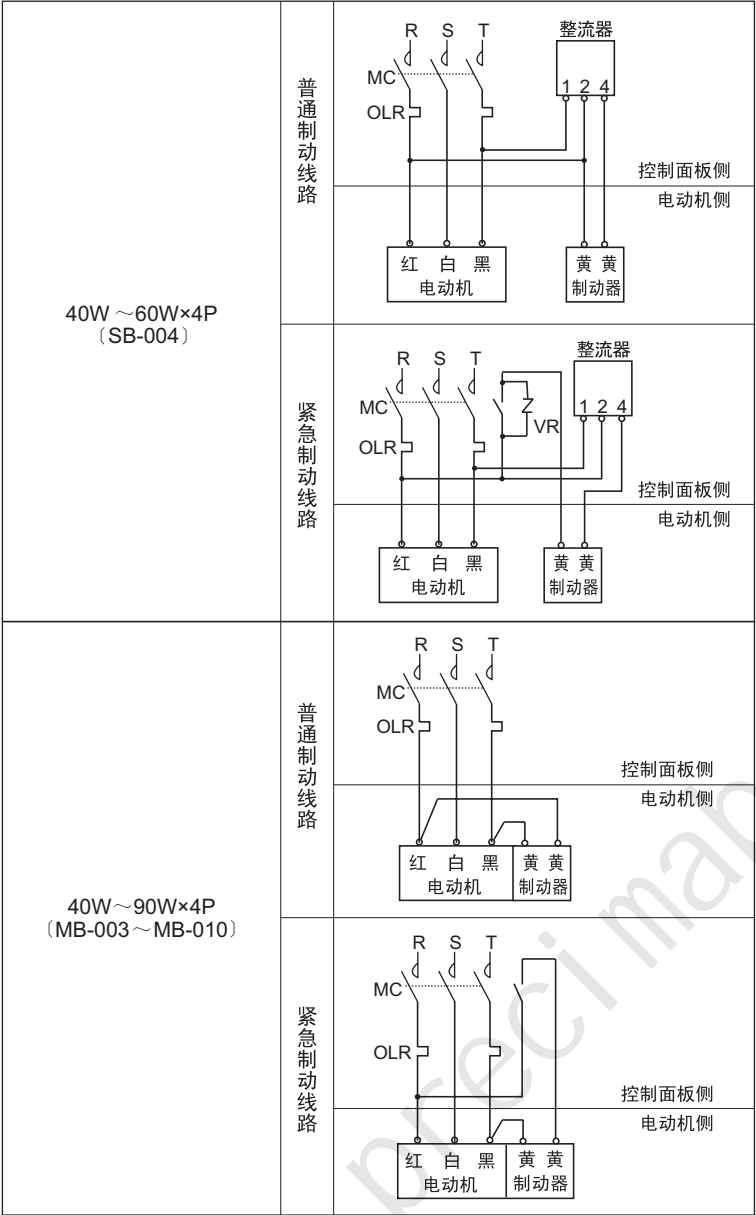 40W～60W×4P
〔SB-004〕
普通制动线路
R S T
整流器
MC
1 2 4
OLR
控制面板侧
电动机侧
红 白 黑
电动机
黄 黄
制动器
紧急制动线路
R S T
整流器
MC
1 2 4
VR
OLR
控制面板侧
电动机侧
红 白 黑
电动机
黄 黄
制动器
40W～90W×4P
〔MB-003～MB-010〕
普通制动线路
R S T
MC
OLR
控制面板侧
电动机侧
红 白 黑
电动机
黄 黄
制动器
紧急制动线路
R S T
MC
OLR
控制面板侧
电动机侧
红 白 黑
电动机
黄 黄
制动器